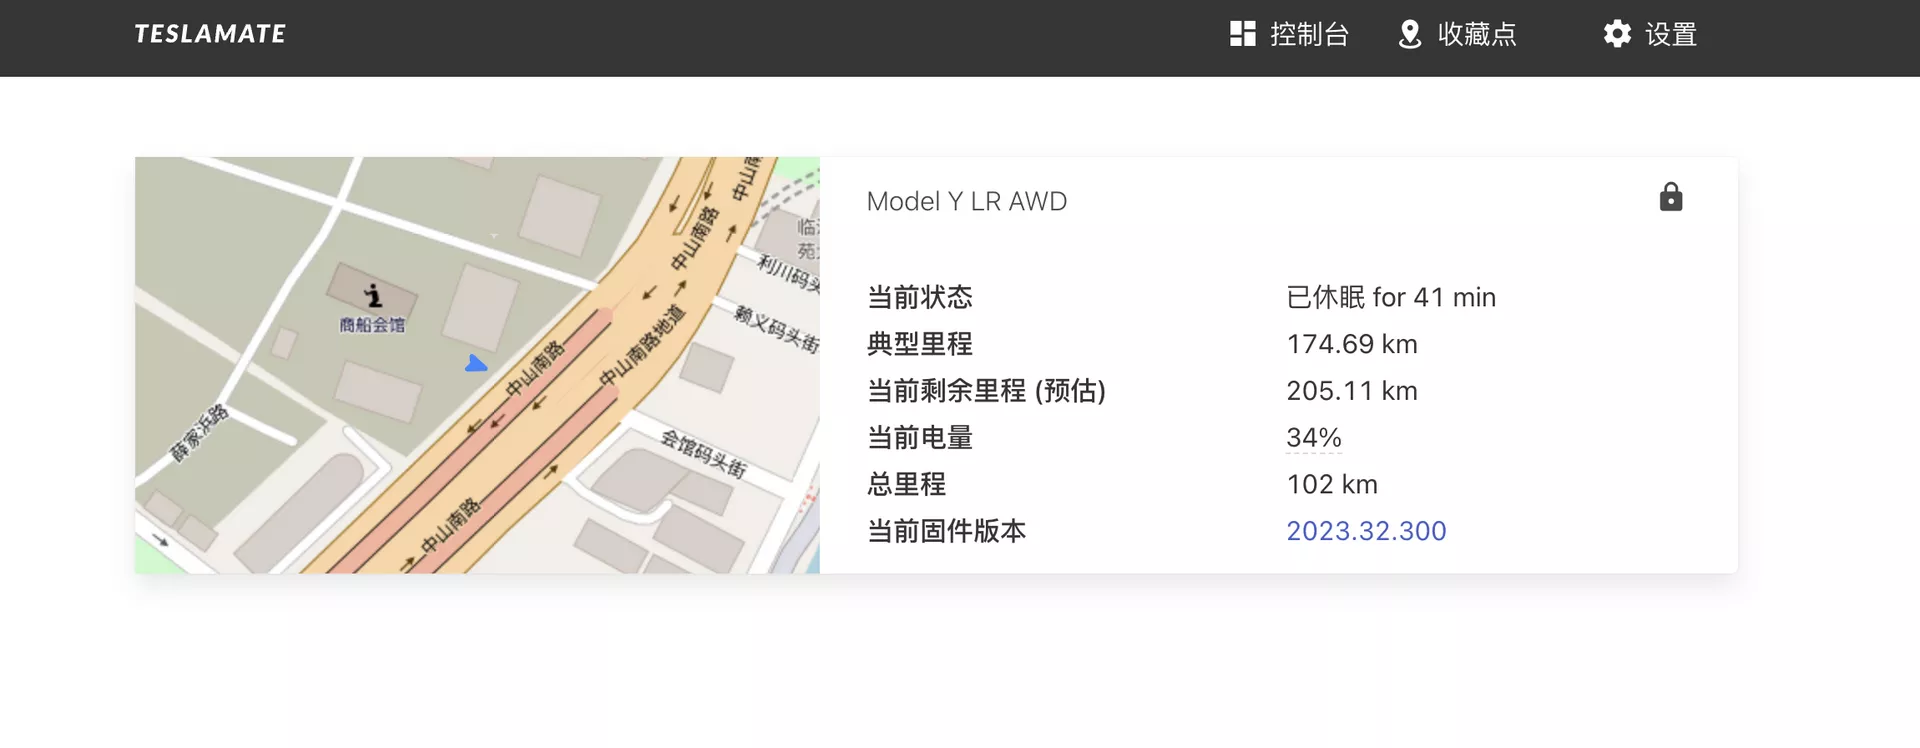 TESLAMATE
控制台
收藏点
设置
Model Y LR AWD
当前状态 已休眠 for 41 min
典型里程 174.69 km
当前剩余里程 (预估) 205.11 km
当前电量 34%
总里程 102 km
当前固件版本 2023.32.300
中山南
中山南路
利川码头
赖义码头街
商船会馆
中山南路
中山南路地道
薛家浜路
会馆码头街
中山南路